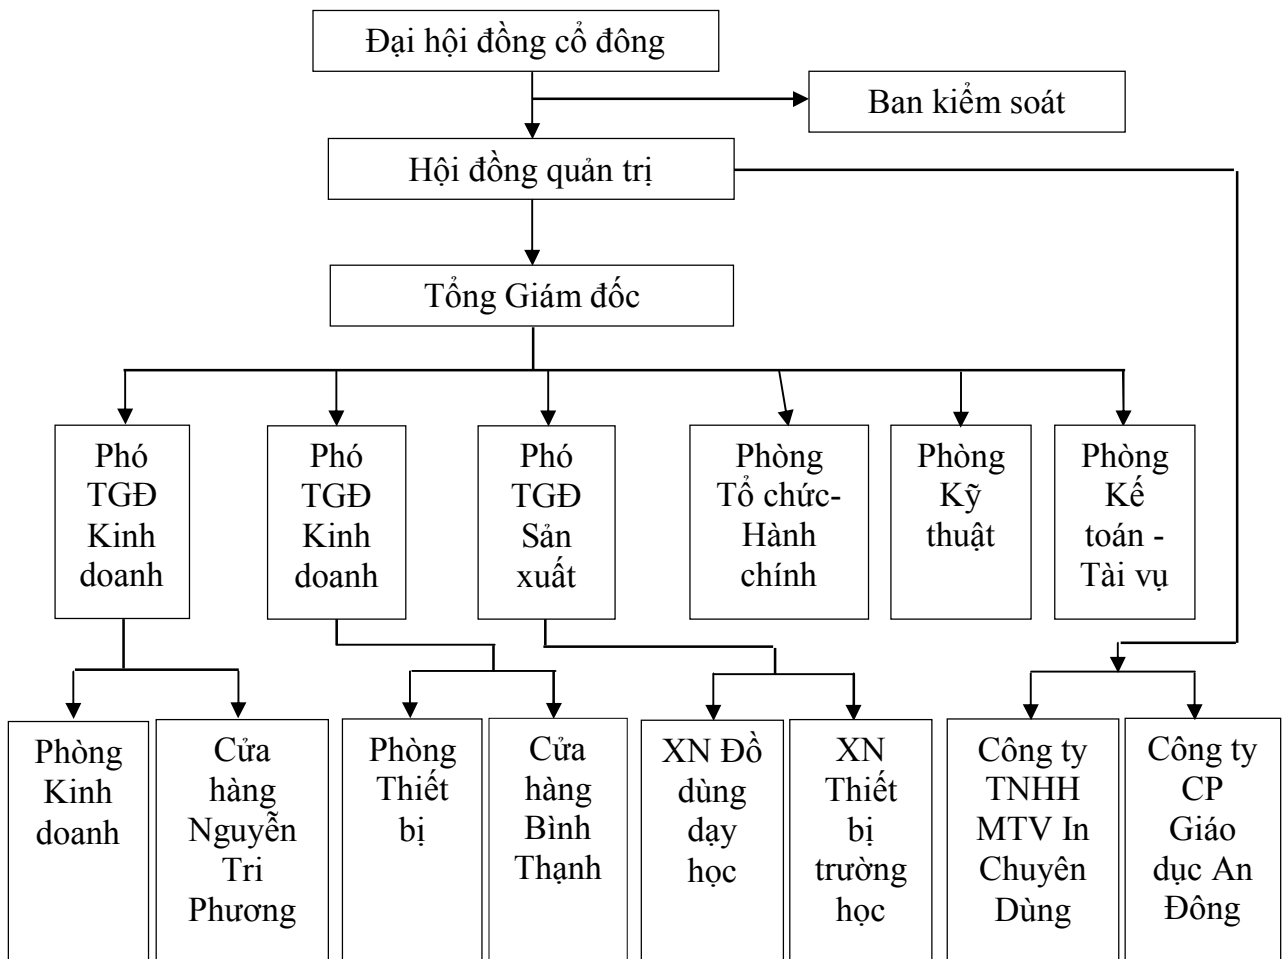 Đại hội đồng cổ đông
Ban kiểm soát
Hội đồng quản trị
Tổng Giám đốc
Phó
TGĐ
Kinh
doanh
Phó
TGĐ
Kinh
doanh
Phó
TGĐ
Sản
xuất
Phòng
Tổ chức-
Hành
chính
Phòng
Kỹ
thuật
Phòng
Kế
toán -
Tài vụ
Phòng
Kinh
doanh
Cửa
hàng
Nguyễn
Tri
Phương
Phòng
Thiết
bị
Cửa
hàng
Bình
Thạnh
XN Đồ
dùng
dạy
học
XN
Thiết
bị
trường
học
Công ty
TNHH
MTV In
Chuyên
Dùng
Công ty
CP
Giáo
dục An
Đông